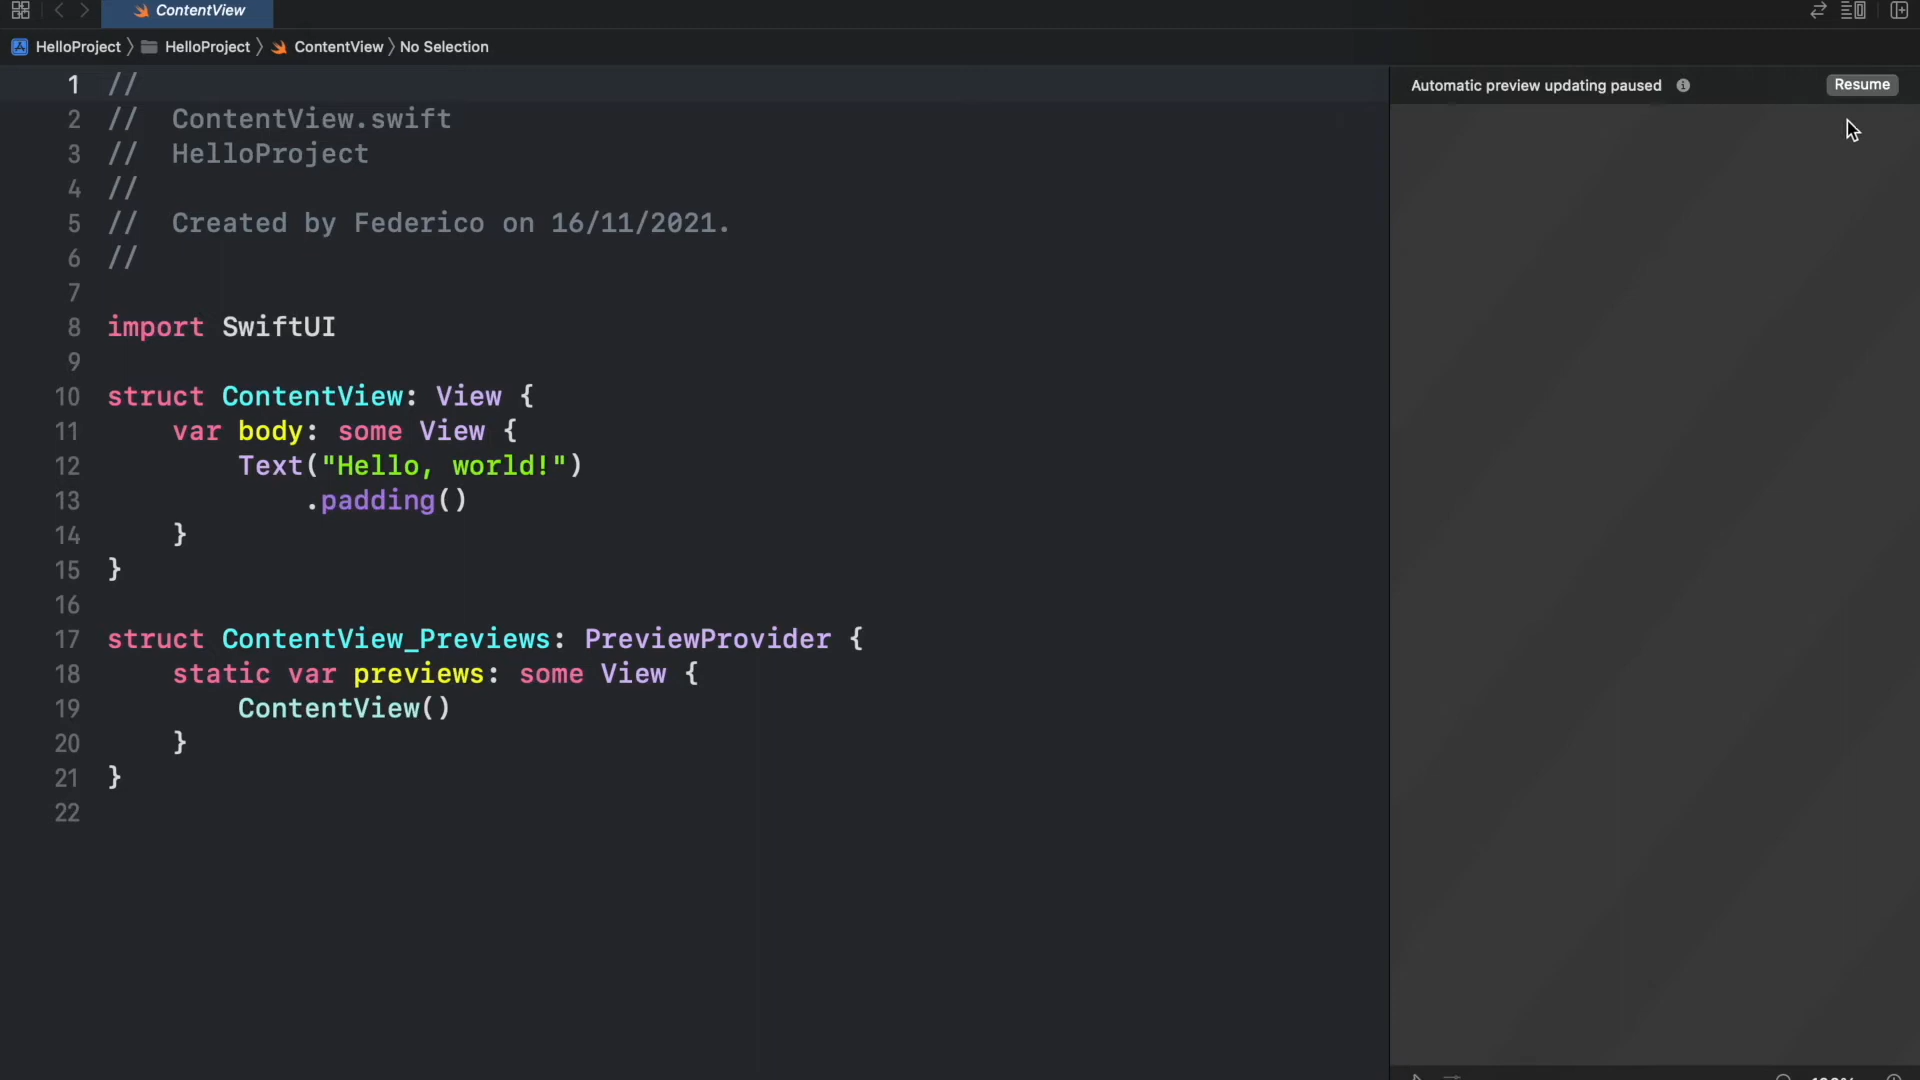 ContentView
HelloProject 〉 HelloProject 〉 ContentView 〉 No Selection
Automatic preview updating paused Resume
1 //
2 //  ContentView.swift
3 //  HelloProject
4 //
5 //  Created by Federico on 16/11/2021.
6 //
7
8 import SwiftUI
9
10 struct ContentView: View {
11     var body: some View {
12         Text("Hello, world!")
13             .padding()
14     }
15 }
16
17 struct ContentView_Previews: PreviewProvider {
18     static var previews: some View {
19         ContentView()
20     }
21 }
22